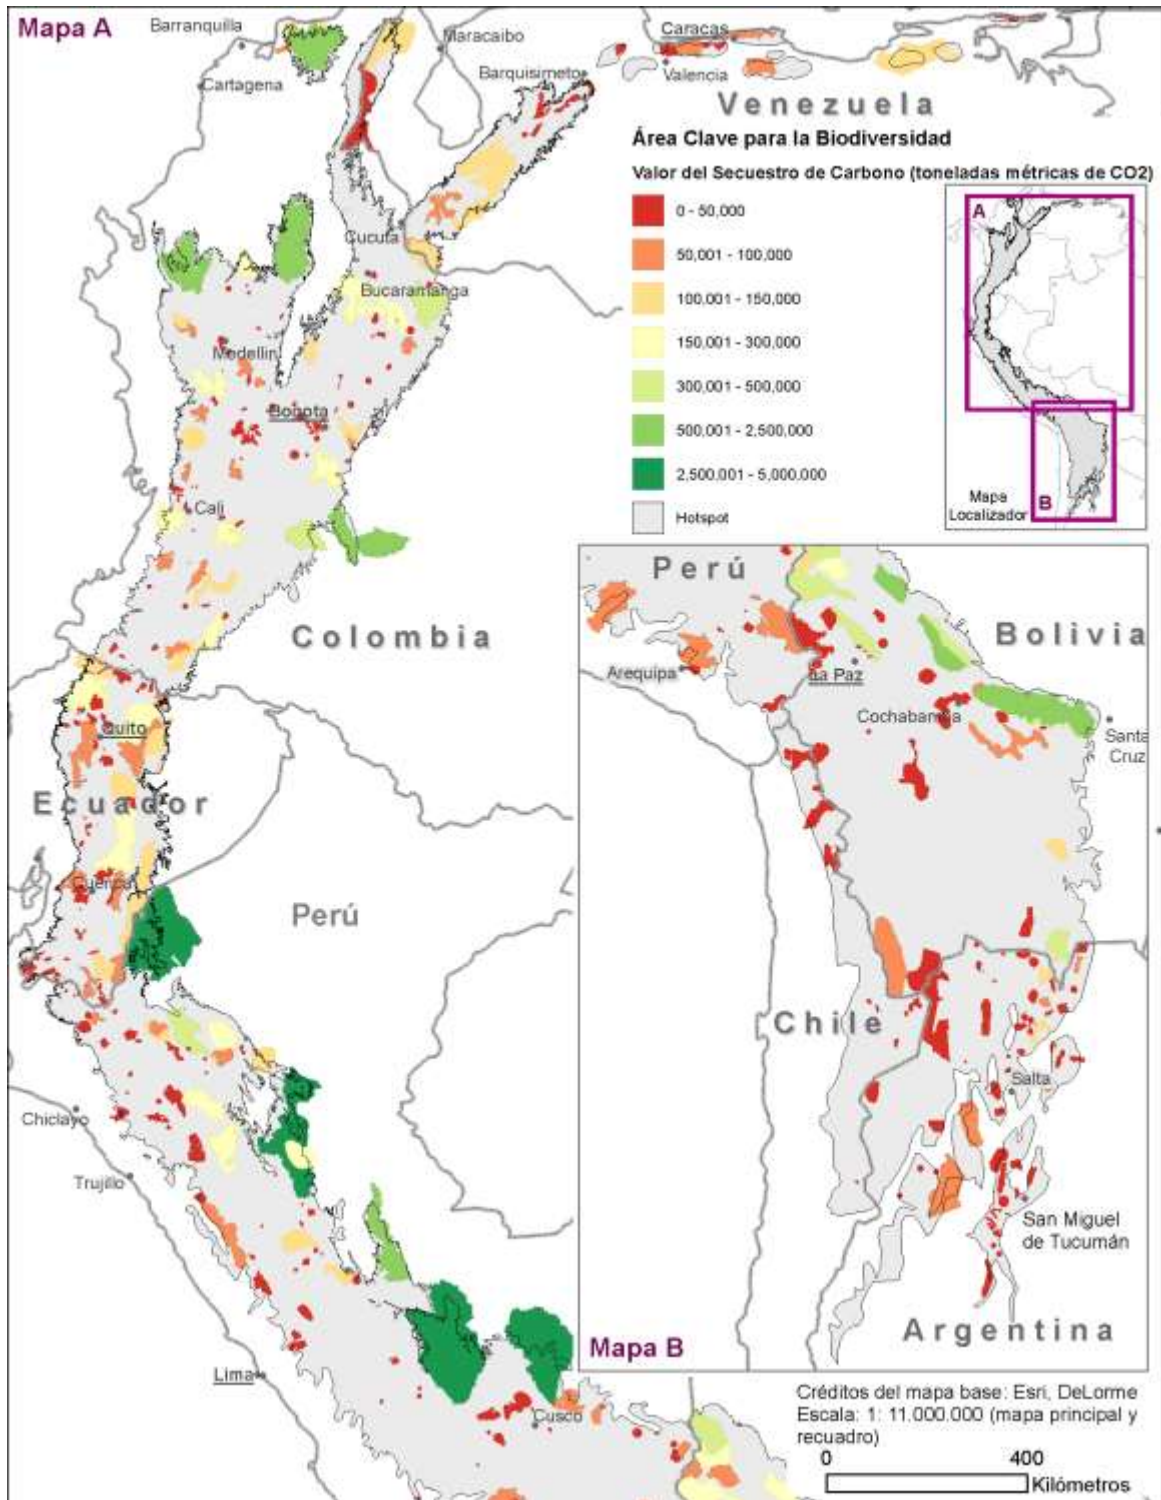 Mapa A
Barranquilla
Maracaibo
Caracas
Cartagena
Barquisimeto
Valencia
Venezuela
Área Clave para la Biodiversidad
Valor del Secuestro de Carbono (toneladas métricas de CO2)
0 - 50,000
50,001 - 100,000
100,001 - 150,000
150,001 - 300,000
300,001 - 500,000
500,001 - 2,500,000
2,500,001 - 5,000,000
Hotspot
A
B
Mapa
Localizador
Cucuta
Bucaramanga
Medellin
Bogota
Cali
Colombia
Quito
Ecuador
Cuenca
Perú
Chiclayo
Trujillo
Lima
Cusco
Perú
Bolivia
Arequipa
La Paz
Cochabamba
Santa
Cruz
Chile
Salta
San Miguel
de Tucumán
Argentina
Mapa B
Créditos del mapa base: Esri, DeLorme
Escala: 1: 11.000.000 (mapa principal y
recuadro)
0 400
Kilómetros